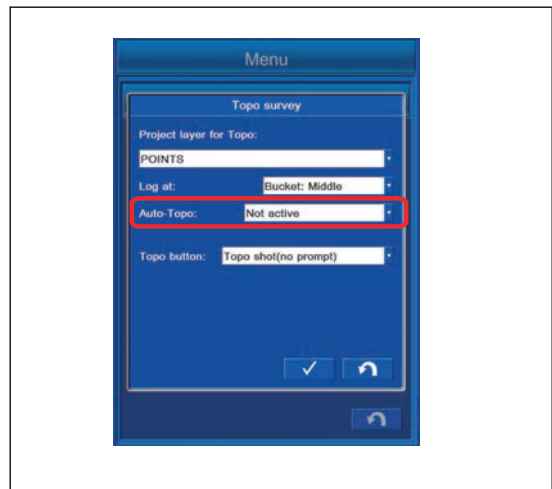 Menu
Topo survey
Project layer for Topo:
POINTS
Log at: Bucket: Middle
Auto-Topo: Not active
Topo button: Topo shot(no prompt)